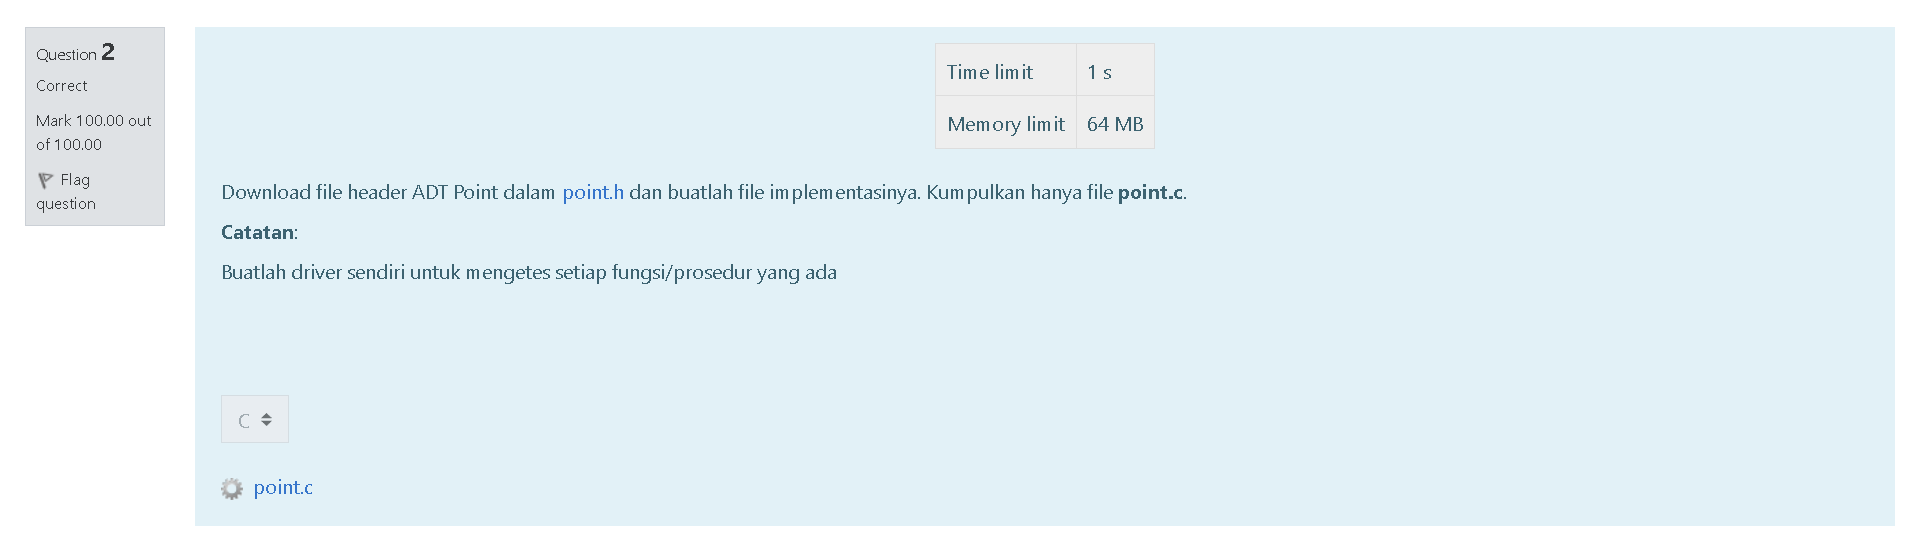 Question 2
Correct
Mark 100.00 out
of 100.00
Flag
question
Time limit 1 s
Memory limit 64 MB
Download file header ADT Point dalam point.h dan buatlah file implementasinya. Kumpulkan hanya file point.c.
Catatan:
Buatlah driver sendiri untuk mengetes setiap fungsi/prosedur yang ada
C
point.c